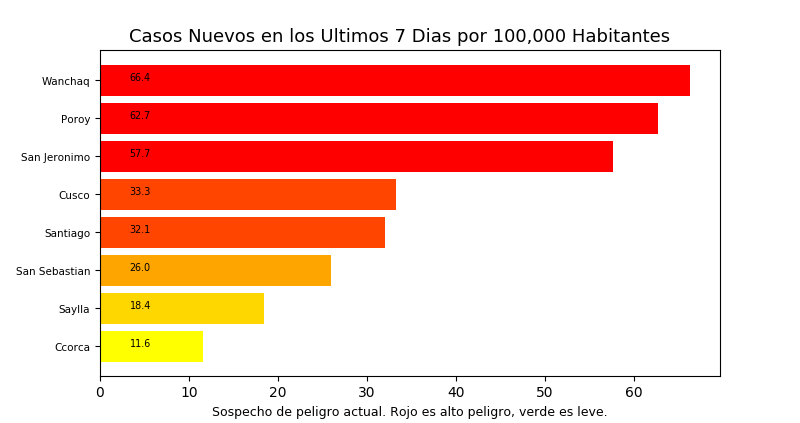 Casos Nuevos en los Ultimos 7 Dias por 100,000 Habitantes
Wanchaq 66.4
Poroy 62.7
San Jeronimo 57.7
Cusco 33.3
Santiago 32.1
San Sebastian 26.0
Saylla 18.4
Ccorca 11.6
0 10 20 30 40 50 60
Sospecho de peligro actual. Rojo es alto peligro, verde es leve.